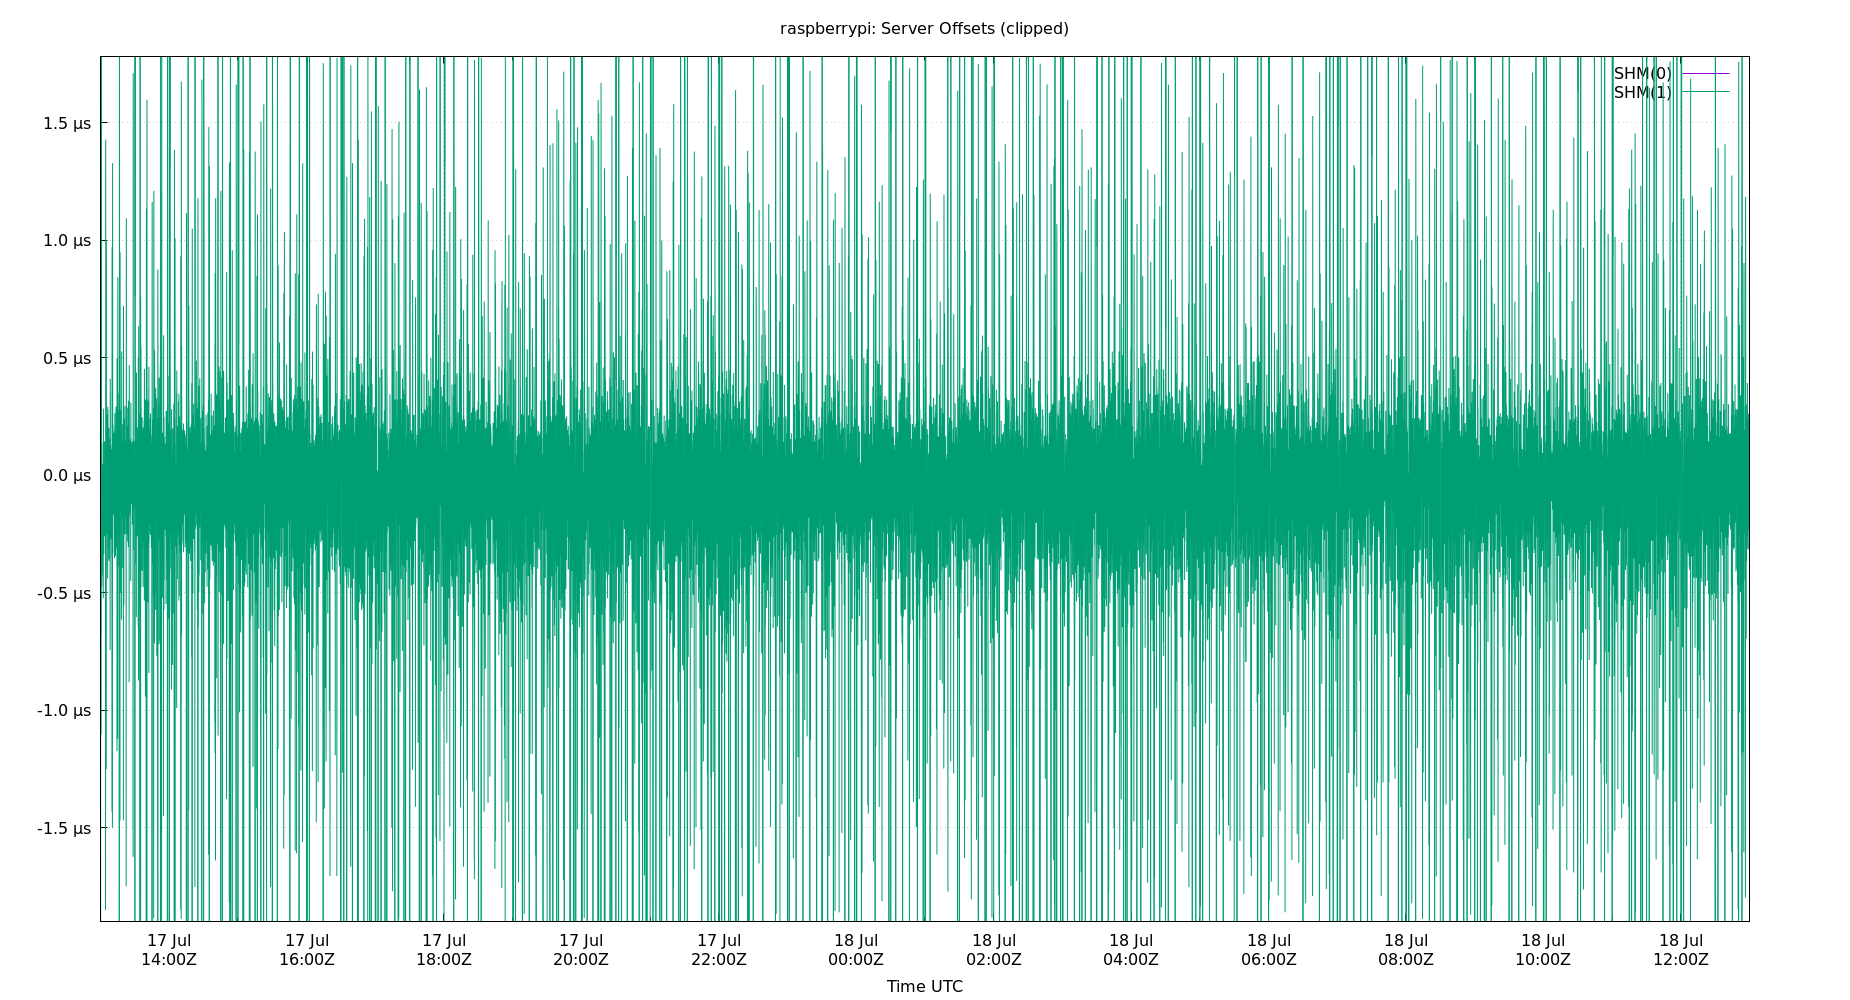 raspberrypi: Server Offsets (clipped)
SHM(0)
SHM(1)
1.5 µs
1.0 µs
0.5 µs
0.0 µs
-0.5 µs
-1.0 µs
-1.5 µs
17 Jul 17 Jul 17 Jul 17 Jul 17 Jul 18 Jul 18 Jul 18 Jul 18 Jul 18 Jul 18 Jul 18 Jul
14:00Z 16:00Z 18:00Z 20:00Z 22:00Z 00:00Z 02:00Z 04:00Z 06:00Z 08:00Z 10:00Z 12:00Z
Time UTC